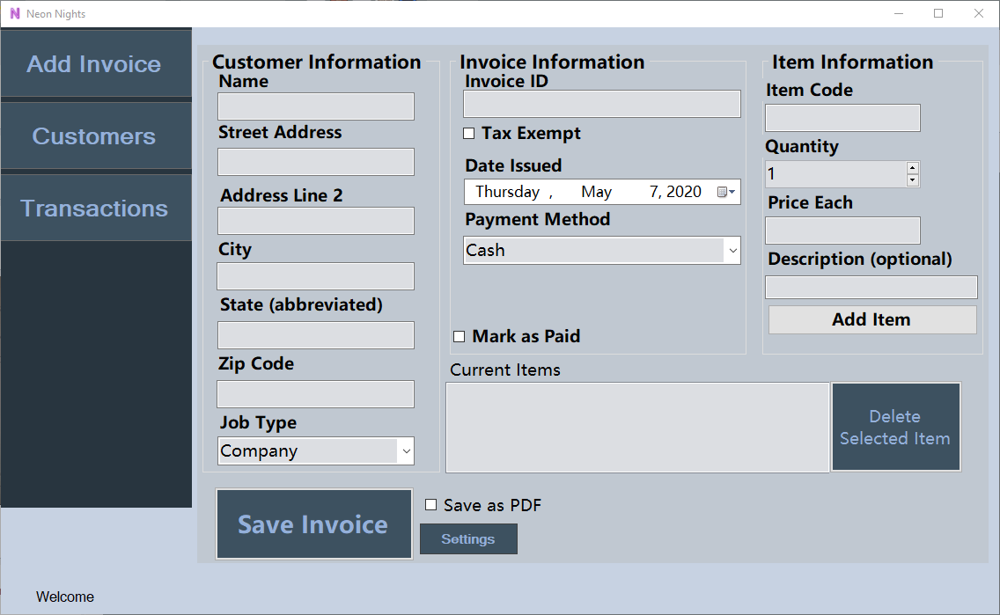 Neon Nights
Add Invoice
Customers
Transactions
Customer Information
Name
Street Address
Address Line 2
City
State (abbreviated)
Zip Code
Job Type
Company
Invoice Information
Invoice ID
Tax Exempt
Date Issued
Thursday , May 7, 2020
Payment Method
Cash
Mark as Paid
Item Information
Item Code
Quantity
1
Price Each
Description (optional)
Add Item
Current Items
Delete
Selected Item
Save Invoice
Save as PDF
Settings
Welcome